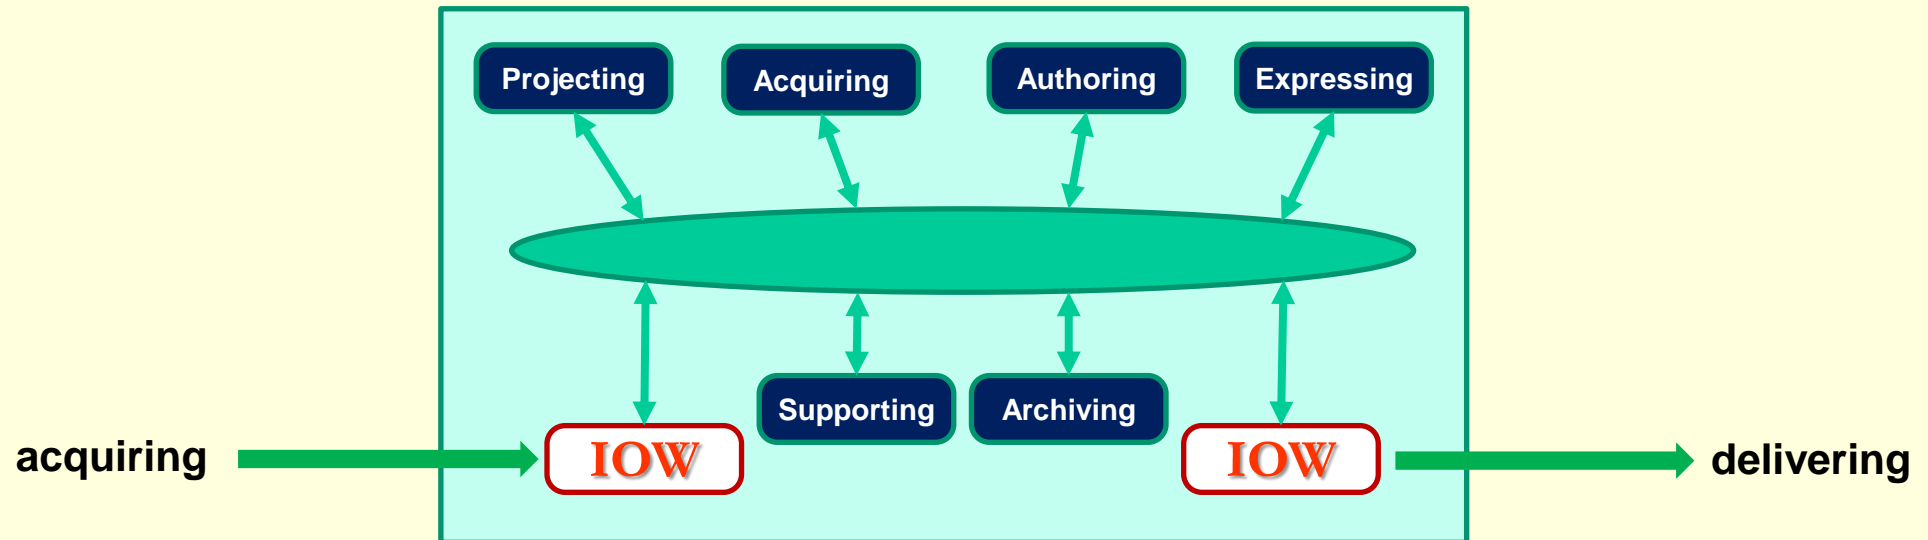 Projecting
Acquiring
Authoring
Expressing
Supporting
Archiving
acquiring
IOW
IOW
delivering